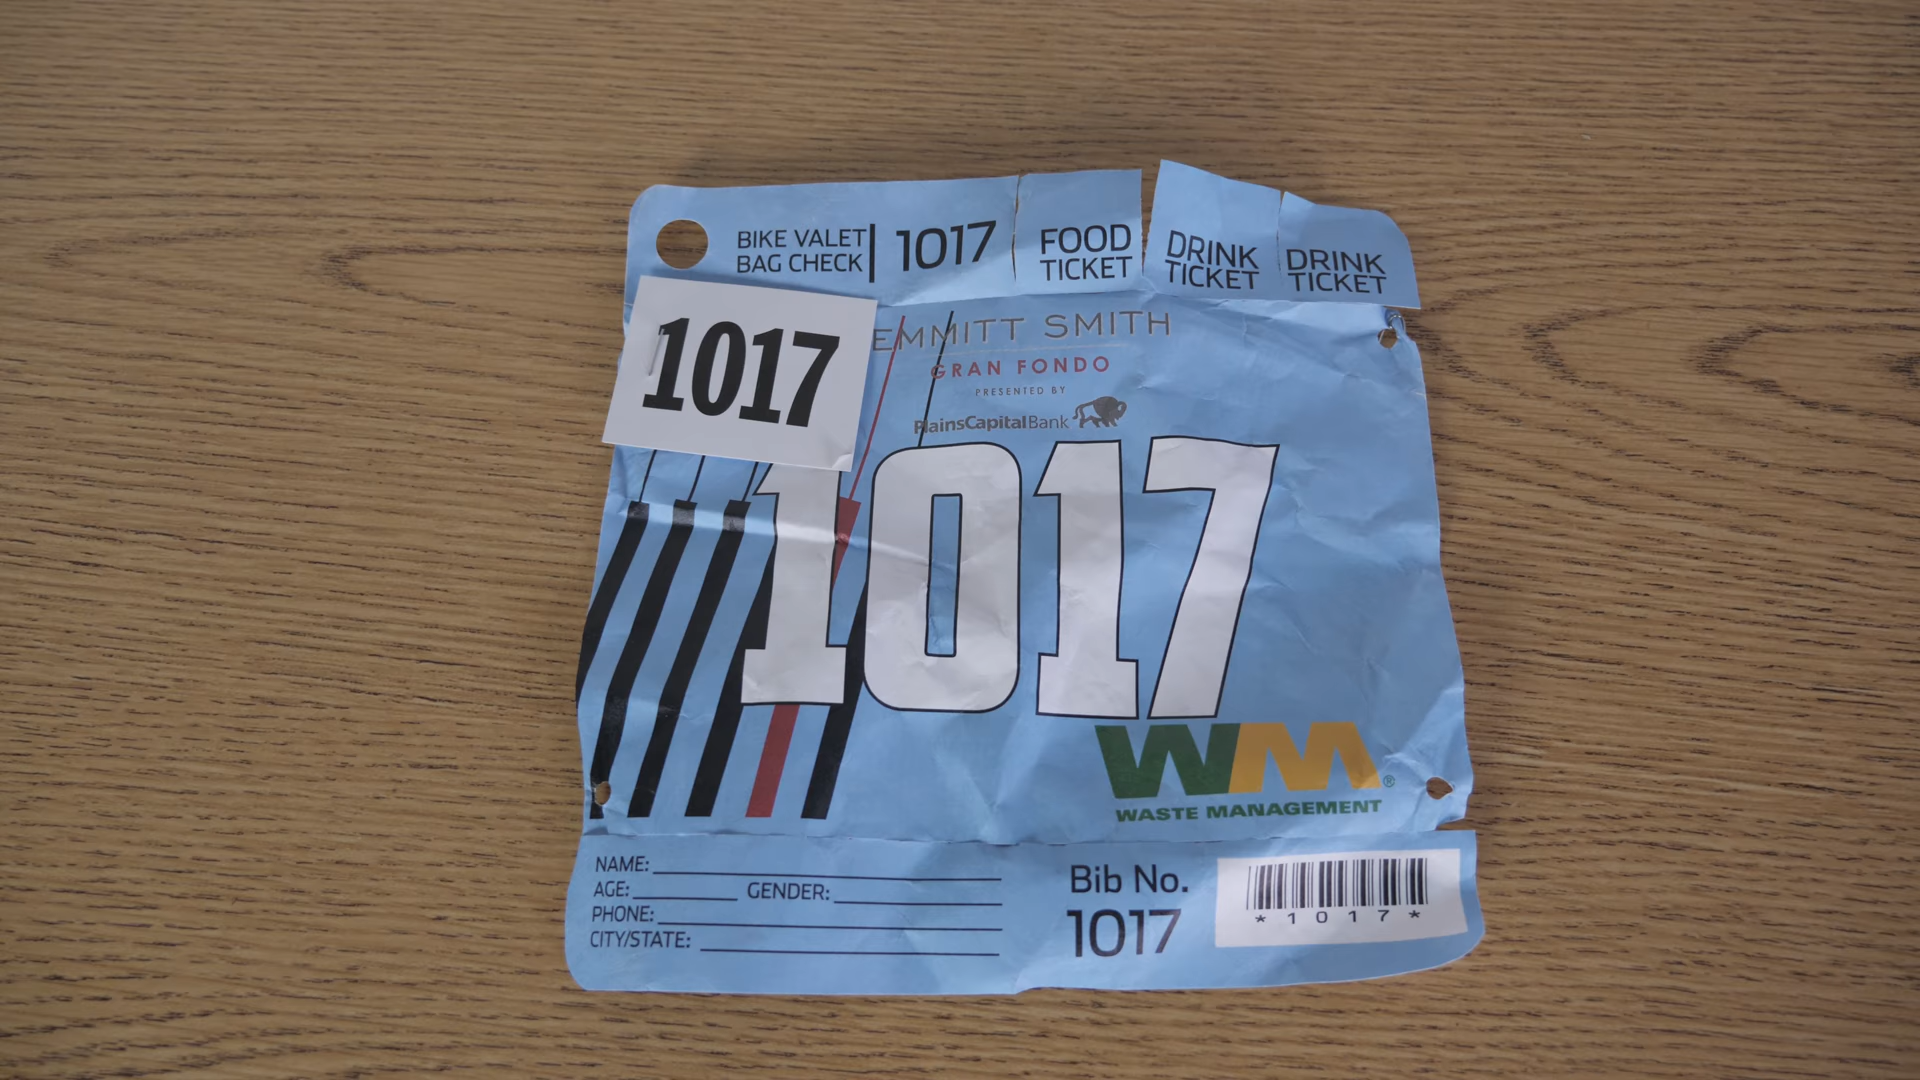 BIKE VALET
BAG CHECK
1017
FOOD
TICKET
DRINK
TICKET
DRINK
TICKET
1017
EMMITT SMITH
GRAN FONDO
PRESENTED BY
PlainsCapitalBank
1017
WM®
WASTE MANAGEMENT
NAME:
AGE: GENDER:
PHONE:
CITY/STATE:
Bib No.
1017
*1017*